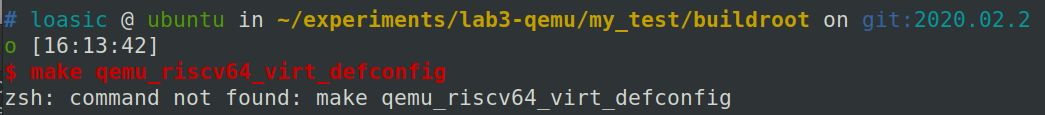 # loasic @ ubuntu in ~/experiments/lab3-qemu/my_test/buildroot on git:2020.02.2
o [16:13:42]
$ make qemu_riscv64_virt_defconfig
zsh: command not found: make qemu_riscv64_virt_defconfig